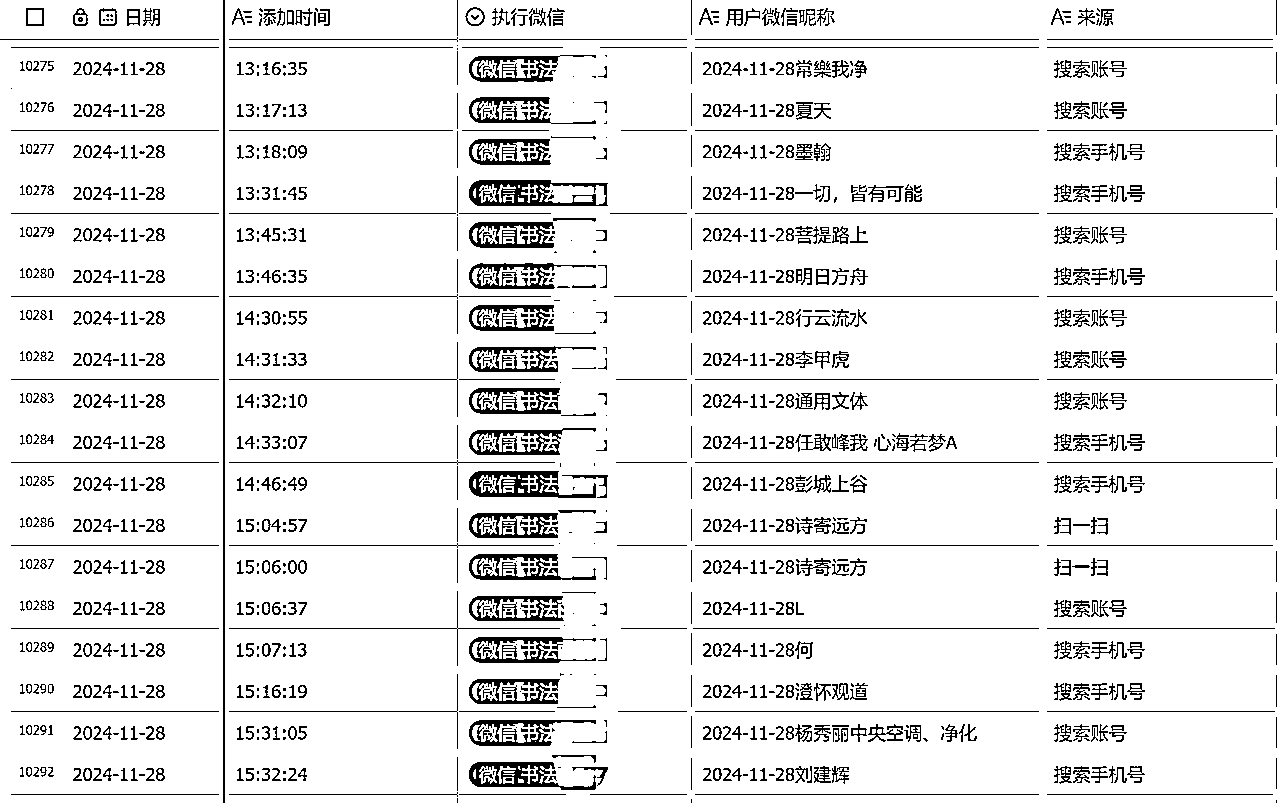 日期 添加时间 执行微信 用户微信昵称 来源
10275 2024-11-28 13:16:35 微信 书法 2024-11-28常樂我净 搜索账号
10276 2024-11-28 13:17:13 微信 书法 2024-11-28夏天 搜索账号
10277 2024-11-28 13:18:09 微信 书法 2024-11-28墨翰 搜索手机号
10278 2024-11-28 13:31:45 微信 书法 2024-11-28一切，皆有可能 搜索手机号
10279 2024-11-28 13:45:31 微信 书法 2024-11-28菩提路上 搜索账号
10280 2024-11-28 13:46:35 微信 书法 2024-11-28明日方舟 搜索手机号
10281 2024-11-28 14:30:55 微信 书法 2024-11-28行云流水 搜索账号
10282 2024-11-28 14:31:33 微信 书法 2024-11-28李甲虎 搜索账号
10283 2024-11-28 14:32:10 微信 书法 2024-11-28通用文体 搜索账号
10284 2024-11-28 14:33:07 微信 书法 2024-11-28任敢峰我 心海若梦A 搜索手机号
10285 2024-11-28 14:46:49 微信 书法 2024-11-28彭城上谷 搜索手机号
10286 2024-11-28 15:04:57 微信 书法 2024-11-28诗寄远方 扫一扫
10287 2024-11-28 15:06:00 微信 书法 2024-11-28诗寄远方 扫一扫
10288 2024-11-28 15:06:37 微信 书法 2024-11-28L 搜索账号
10289 2024-11-28 15:07:13 微信 书法 2024-11-28何 搜索手机号
10290 2024-11-28 15:16:19 微信 书法 2024-11-28澄怀观道 搜索手机号
10291 2024-11-28 15:31:05 微信 书法 2024-11-28杨秀丽中央空调、净化 搜索账号
10292 2024-11-28 15:32:24 微信 书法 2024-11-28刘建辉 搜索手机号